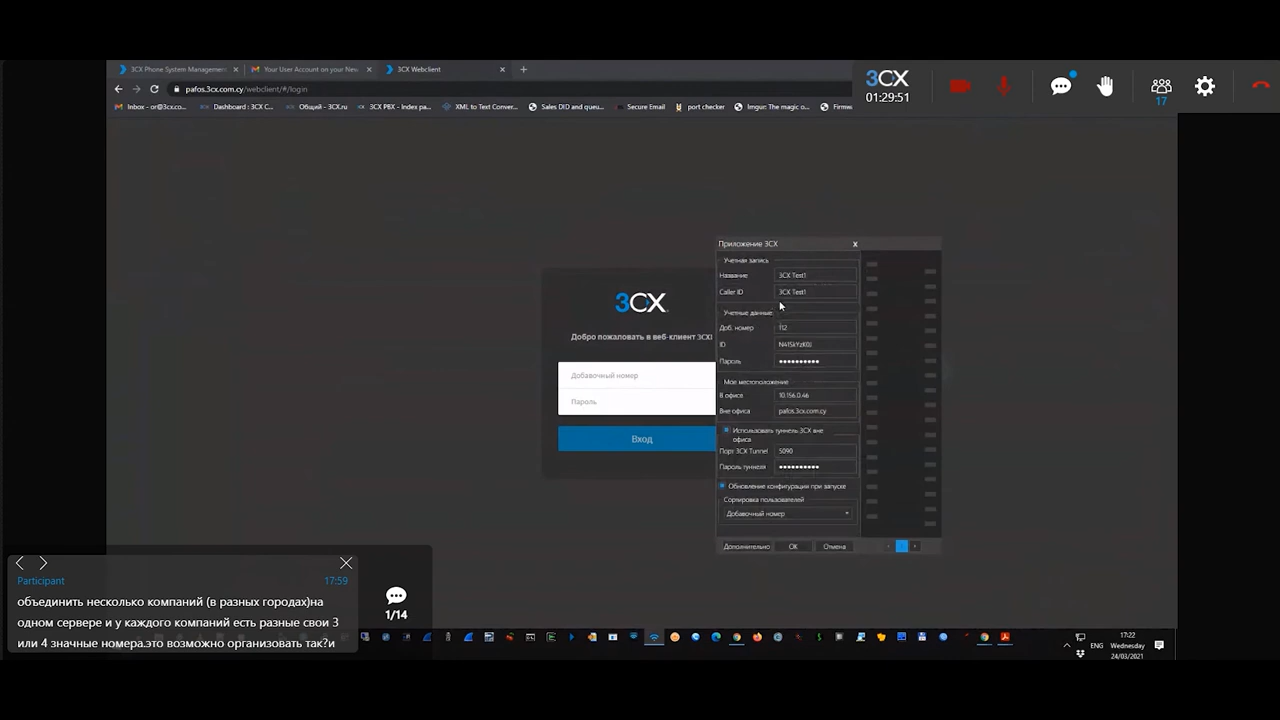 3CX Phone System Managemen
Your User Account on your New
3CX Webclient
pafos.3cx.com.cy/webclient/#/login
Inbox - or@3cx.co...
Dashboard : 3CX C...
Общий - 3CX.ru
3CX PBX - Index pa...
XML to Text Conver...
Sales DID and queu...
Secure Email
port checker
Imgur: The magic o...
Firmw
3CX
01:29:51
17
Приложение 3CX
x
Учетная запись
Название 3CX Test1
Caller ID 3CX Test1
Учетные данные
Доб. номер 112
ID
Пароль ••••••••••
Мое местоположение
В офисе 10.156.0.46
Вне офиса pafos.3cx.com.cy
Использовать туннель 3CX вне
офиса
Порт 3CX Tunnel 5090
Пароль туннеля ••••••••••
Обновление конфигурации при запуске
Сортировка пользователей
Добавочный номер
Дополнительно OK Отмена
3CX
Добро пожаловать в веб-клиент 3CX!
Добавочный номер
Пароль
Вход
Participant 17:59
объединить несколько компаний (в разных городах)на
одном сервере и у каждого компаний есть разные свои 3
или 4 значные номера.это возможно организовать так?и
1/14
ENG
17:22
Wednesday
24/03/2021